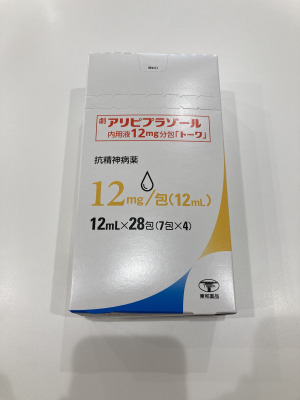 劇 アリピプラゾール
内用液12mg分包「トーワ」
抗精神病薬
12mg/包(12mL)
12mL×28包(7包×4)
東和薬品